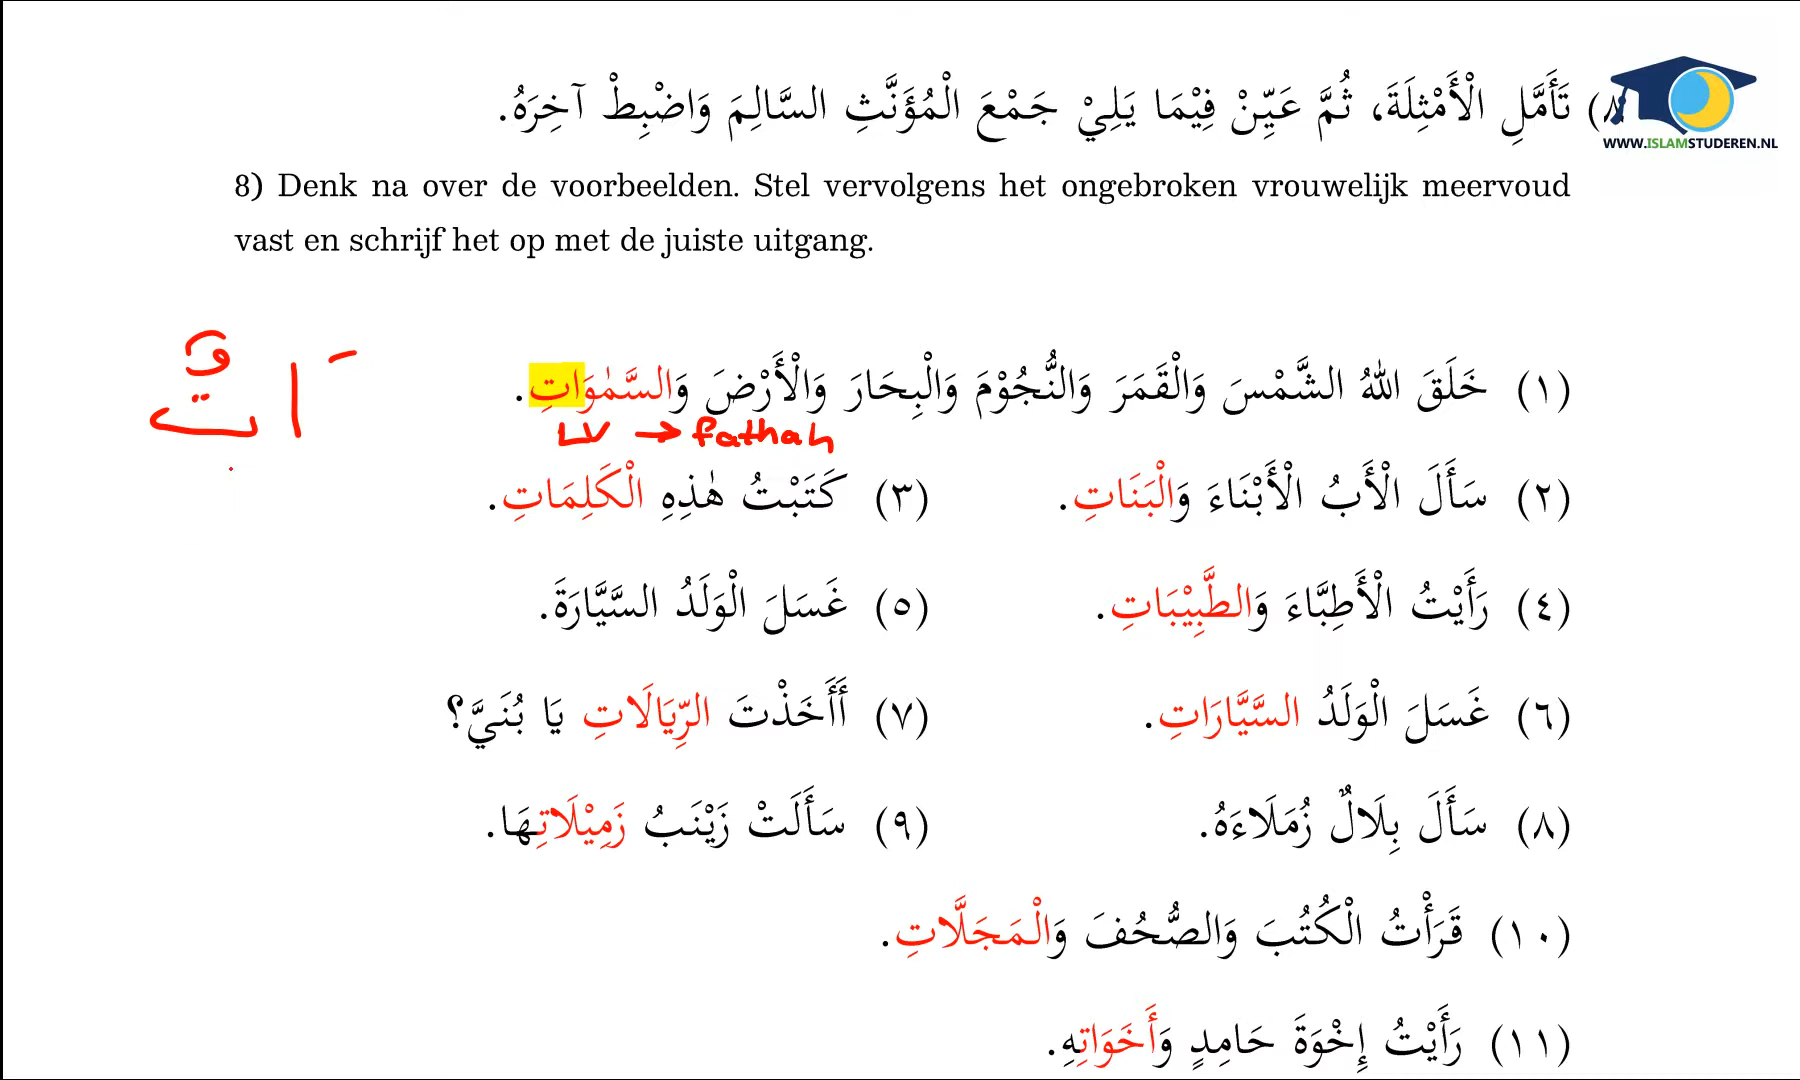 ٨) تَأَمَّلِ الْأَمْثِلَةَ، ثُمَّ عَيِّنْ فِيْمَا يَلِيْ جَمْعَ الْمُؤَنَّثِ السَّالِمَ وَاضْبِطْ آخِرَهُ.
WWW.ISLAMSTUDEREN.NL
8) Denk na over de voorbeelden. Stel vervolgens het ongebroken vrouwelijk meervoud
vast en schrijf het op met de juiste uitgang.
(١) خَلَقَ اللهُ الشَّمْسَ وَالْقَمَرَ وَالنُّجُوْمَ وَالْبِحَارَ وَالْأَرْضَ وَالسَّمٰوَاتِ.
LV → fathah
(٢) سَأَلَ الْأَبُ الْأَبْنَاءَ وَالْبَنَاتِ.
(٣) كَتَبْتُ هٰذِهِ الْكَلِمَاتِ.
(٤) رَأَيْتُ الْأَطِبَّاءَ وَالطَّبِيْبَاتِ.
(٥) غَسَلَ الْوَلَدُ السَّيَّارَةَ.
(٦) غَسَلَ الْوَلَدُ السَّيَّارَاتِ.
(٧) أَأَخَذْتَ الرِّيَالَاتِ يَا بُنَيَّ؟
(٨) سَأَلَ بِلَالٌ زُمَلَاءَهُ.
(٩) سَأَلَتْ زَيْنَبُ زَمِيْلَاتِهَا.
(١٠) قَرَأْتُ الْكُتُبَ وَالصُّحُفَ وَالْمَجَلَّاتِ.
(١١) رَأَيْتُ إِخْوَةَ حَامِدٍ وَأَخَوَاتِهِ.